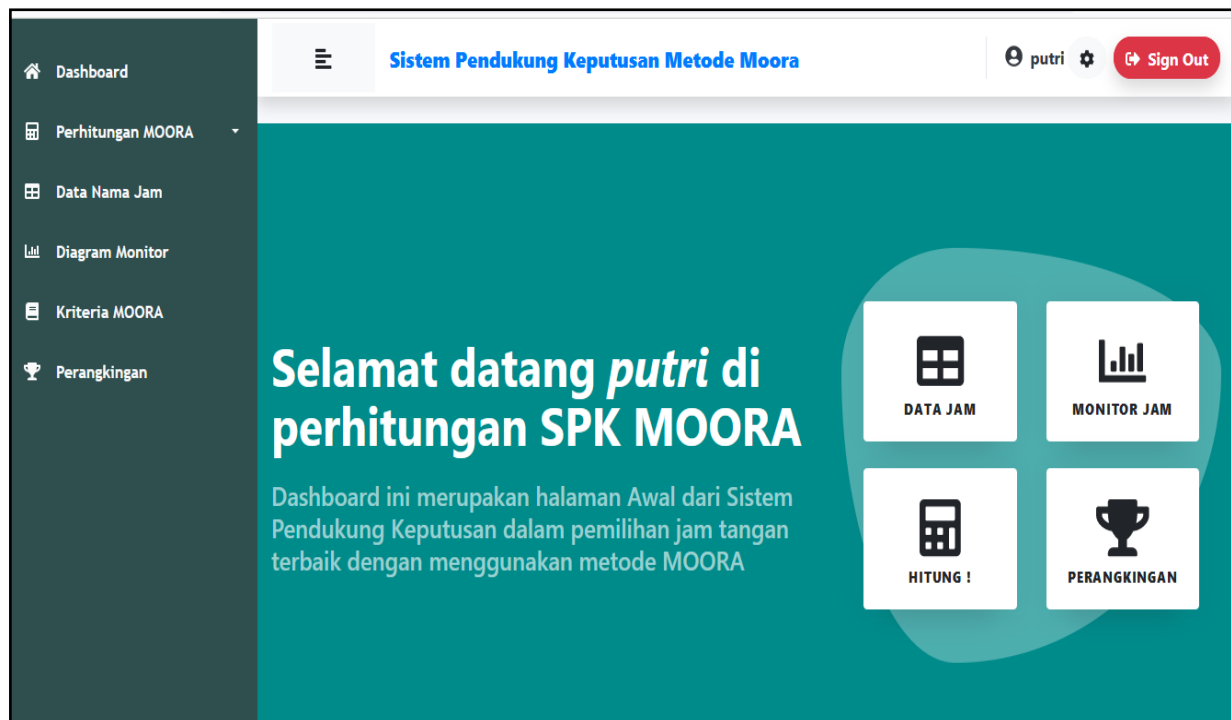 Dashboard
Perhitungan MOORA
Data Nama Jam
Diagram Monitor
Kriteria MOORA
Perangkingan
Sistem Pendukung Keputusan Metode Moora
putri
Sign Out
Selamat datang putri di
perhitungan SPK MOORA
Dashboard ini merupakan halaman Awal dari Sistem
Pendukung Keputusan dalam pemilihan jam tangan
terbaik dengan menggunakan metode MOORA
DATA JAM
MONITOR JAM
HITUNG !
PERANGKINGAN